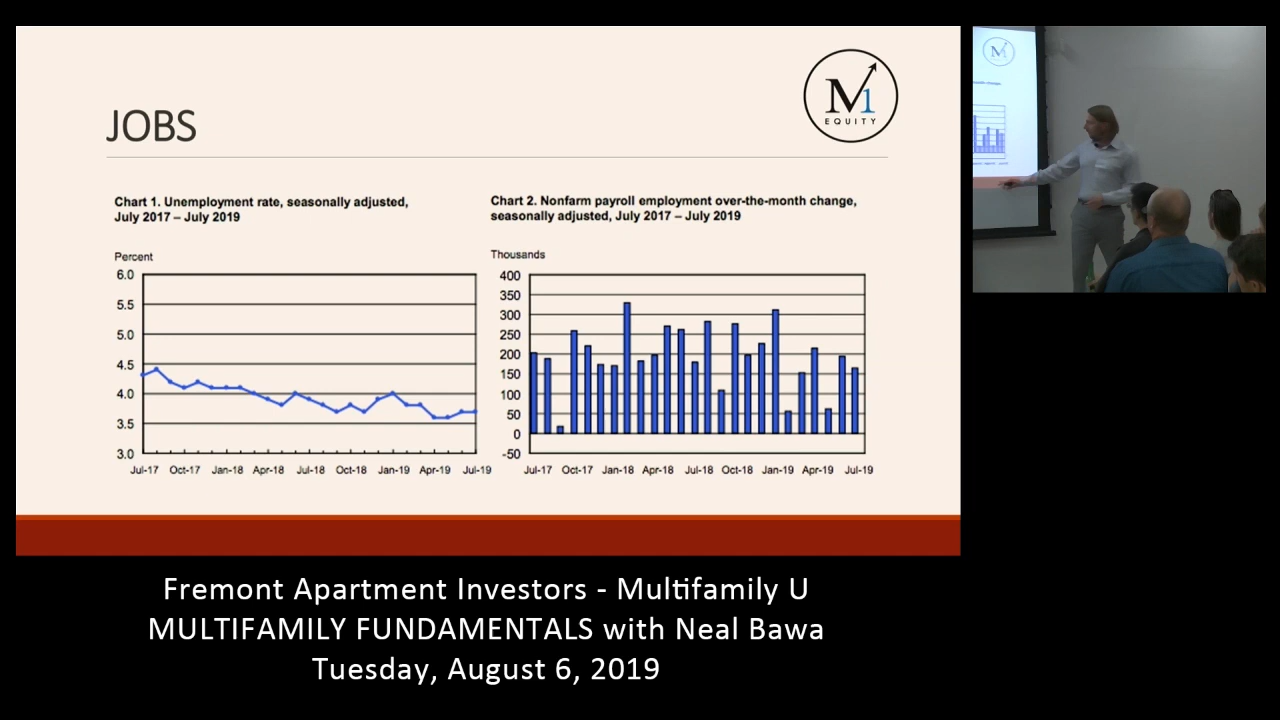 JOBS
M1
EQUITY
Chart 1. Unemployment rate, seasonally adjusted,
July 2017 – July 2019
Percent
6.0
5.5
5.0
4.5
4.0
3.5
3.0
Jul-17 Oct-17 Jan-18 Apr-18 Jul-18 Oct-18 Jan-19 Apr-19 Jul-19
Chart 2. Nonfarm payroll employment over-the-month change,
seasonally adjusted, July 2017 – July 2019
Thousands
400
350
300
250
200
150
100
50
0
-50
Jul-17 Oct-17 Jan-18 Apr-18 Jul-18 Oct-18 Jan-19 Apr-19 Jul-19
Fremont Apartment Investors - Multifamily U
MULTIFAMILY FUNDAMENTALS with Neal Bawa
Tuesday, August 6, 2019